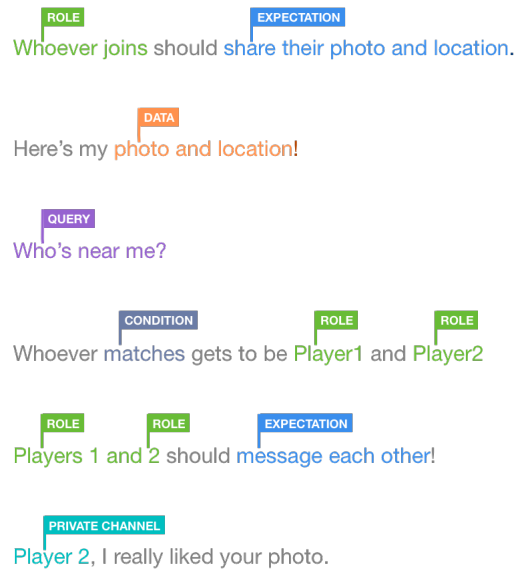 ROLE EXPECTATION
Whoever joins should share their photo and location.
DATA
Here's my photo and location!
QUERY
Who's near me?
CONDITION ROLE ROLE
Whoever matches gets to be Player1 and Player2
ROLE ROLE EXPECTATION
Players 1 and 2 should message each other!
PRIVATE CHANNEL
Player 2, I really liked your photo.